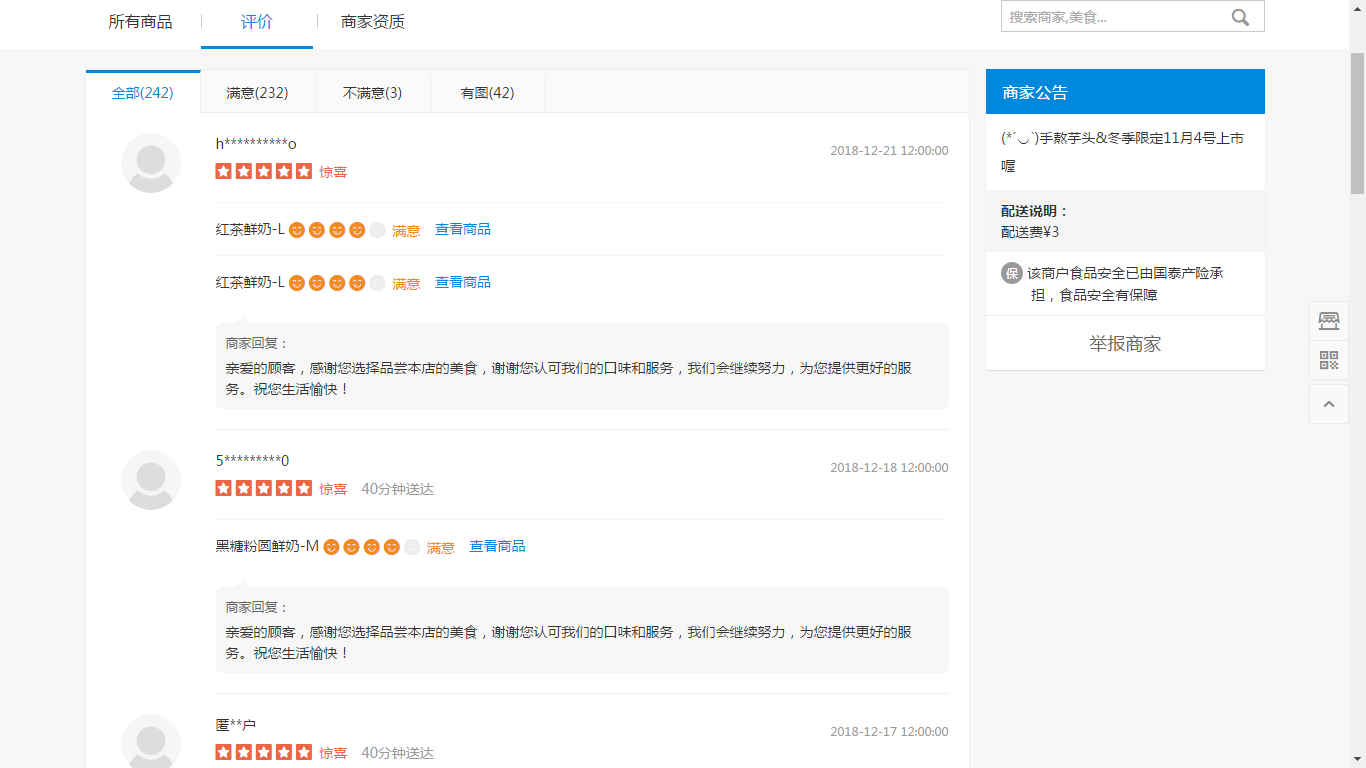 所有商品
评价
商家资质
搜索商家,美食...
全部(242)
满意(232)
不满意(3)
有图(42)
h**********o
2018-12-21 12:00:00
惊喜
红茶鲜奶-L 满意 查看商品
红茶鲜奶-L 满意 查看商品
商家回复：
亲爱的顾客，感谢您选择品尝本店的美食，谢谢您认可我们的口味和服务，我们会继续努力，为您提供更好的服
务。祝您生活愉快！
5*********0
2018-12-18 12:00:00
惊喜 40分钟送达
黑糖粉圆鲜奶-M 满意 查看商品
商家回复：
亲爱的顾客，感谢您选择品尝本店的美食，谢谢您认可我们的口味和服务，我们会继续努力，为您提供更好的服
务。祝您生活愉快！
匿**户
2018-12-17 12:00:00
惊喜 40分钟送达
商家公告
(*´◡`)手熬芋头&冬季限定11月4号上市
喔
配送说明：
配送费¥3
保 该商户食品安全已由国泰产险承
担，食品安全有保障
举报商家